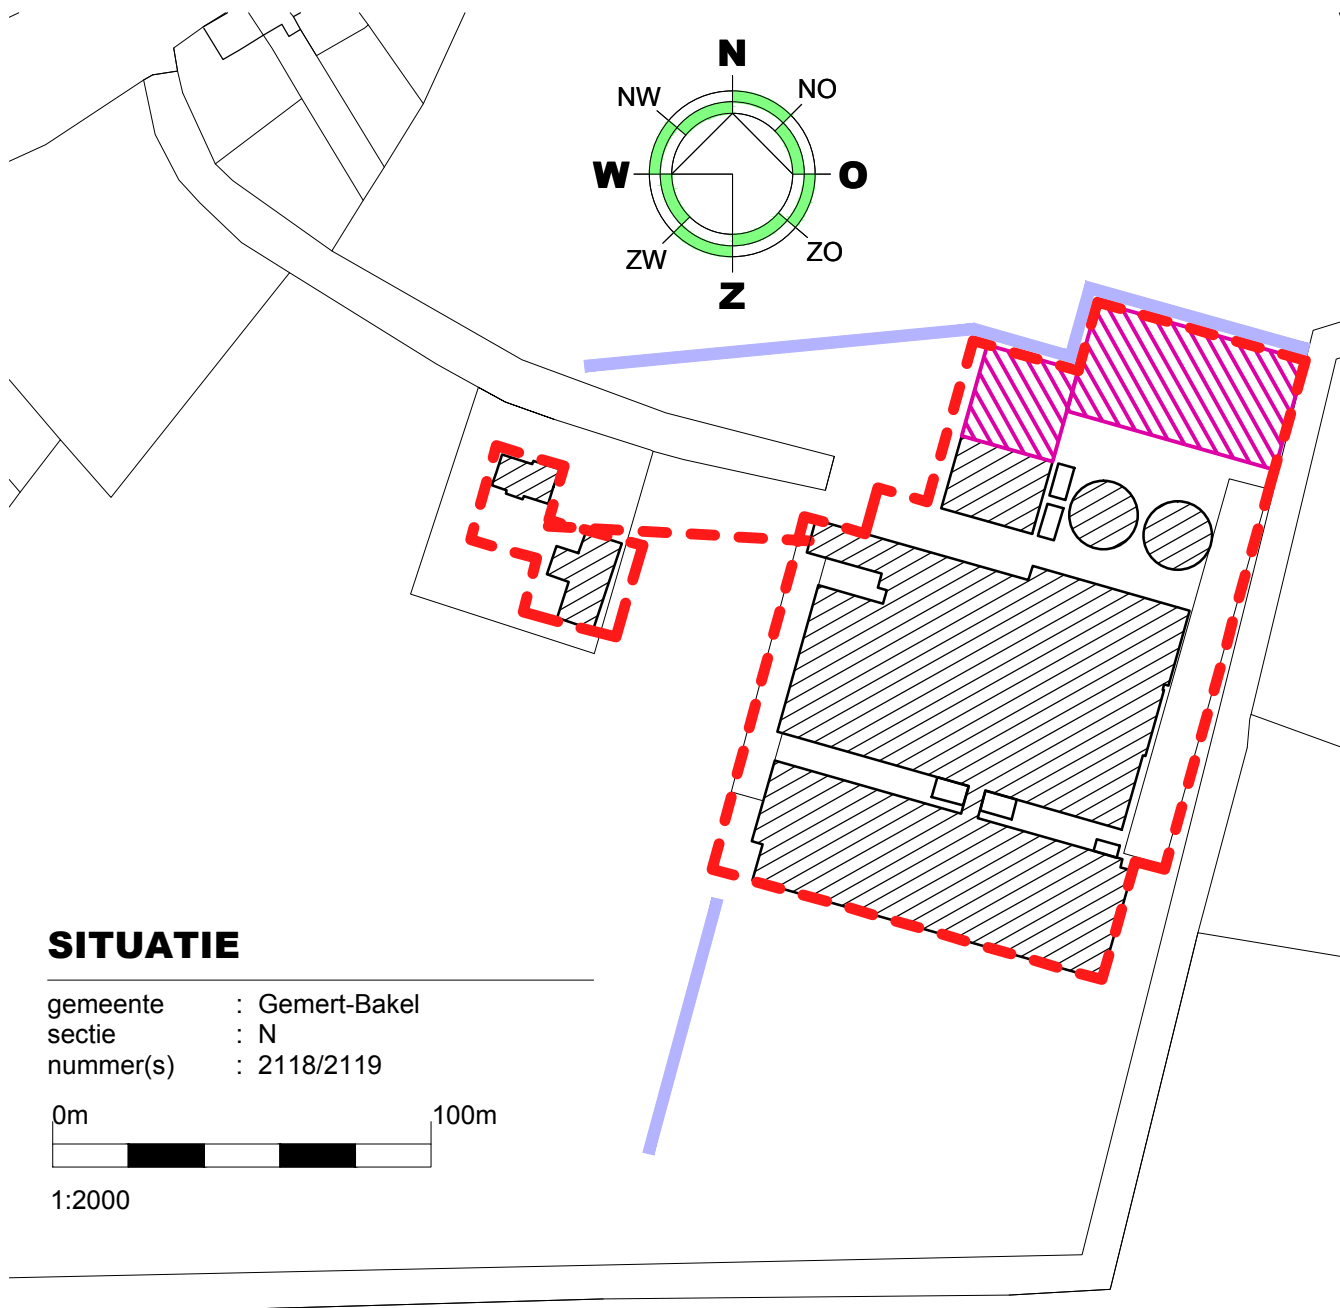 N
NW
NO
W
O
ZW
ZO
Z
SITUATIE
gemeente : Gemert-Bakel
sectie : N
nummer(s) : 2118/2119
0m 100m
1:2000